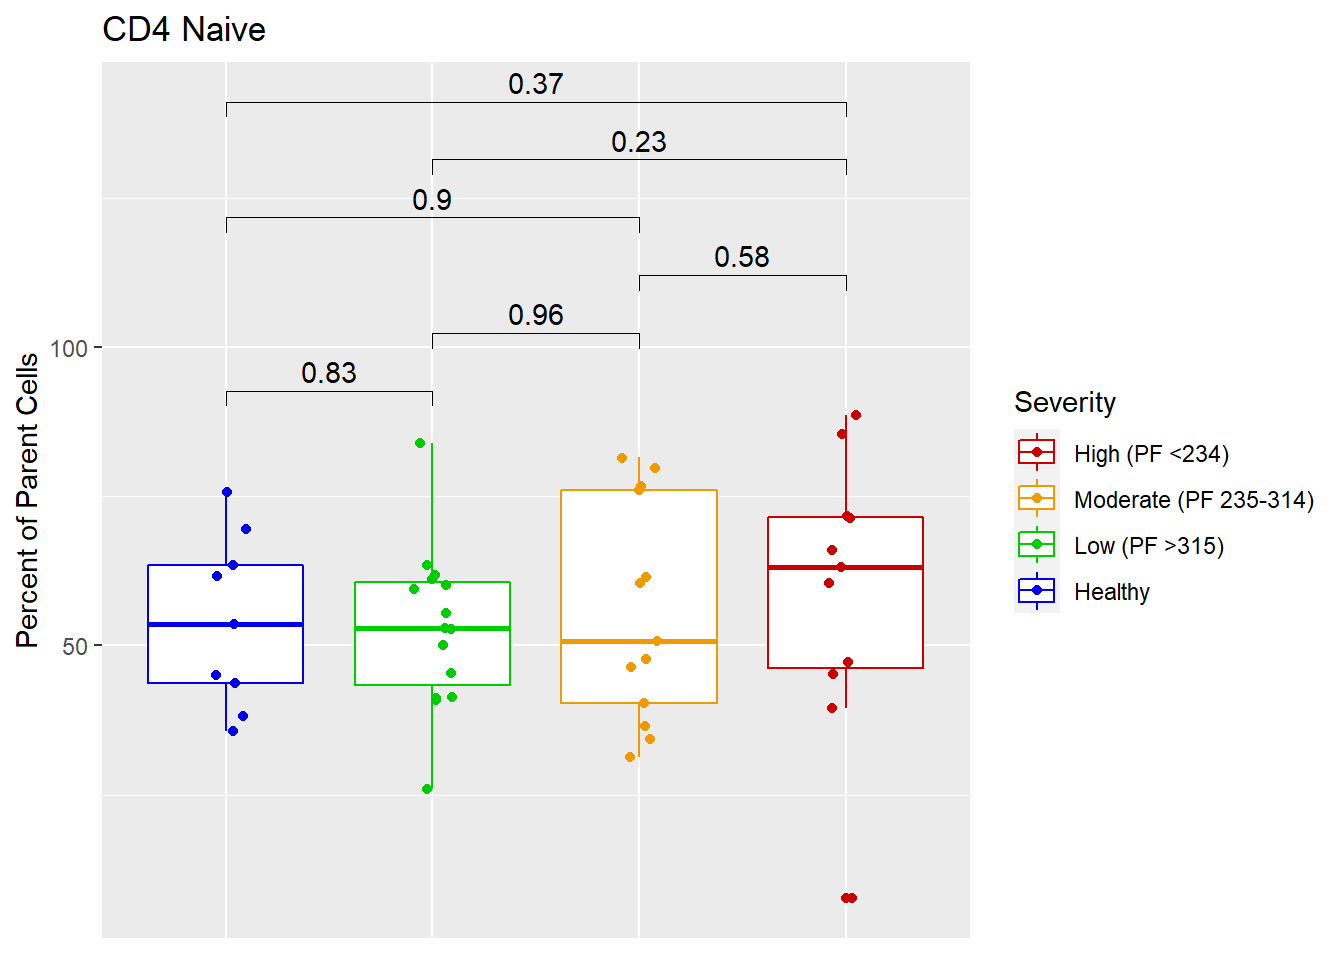 CD4 Naive
0.37
0.23
0.9
0.58
0.96
0.83
100
50
Percent of Parent Cells
Severity
High (PF <234)
Moderate (PF 235-314)
Low (PF >315)
Healthy